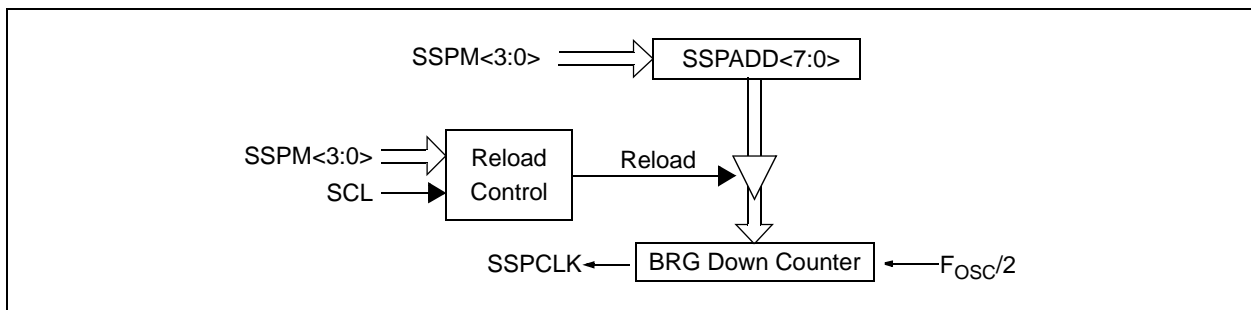 SSPM<3:0>
SSPADD<7:0>
SSPM<3:0>
SCL
Reload
Control
Reload
SSPCLK
BRG Down Counter
FOSC/2